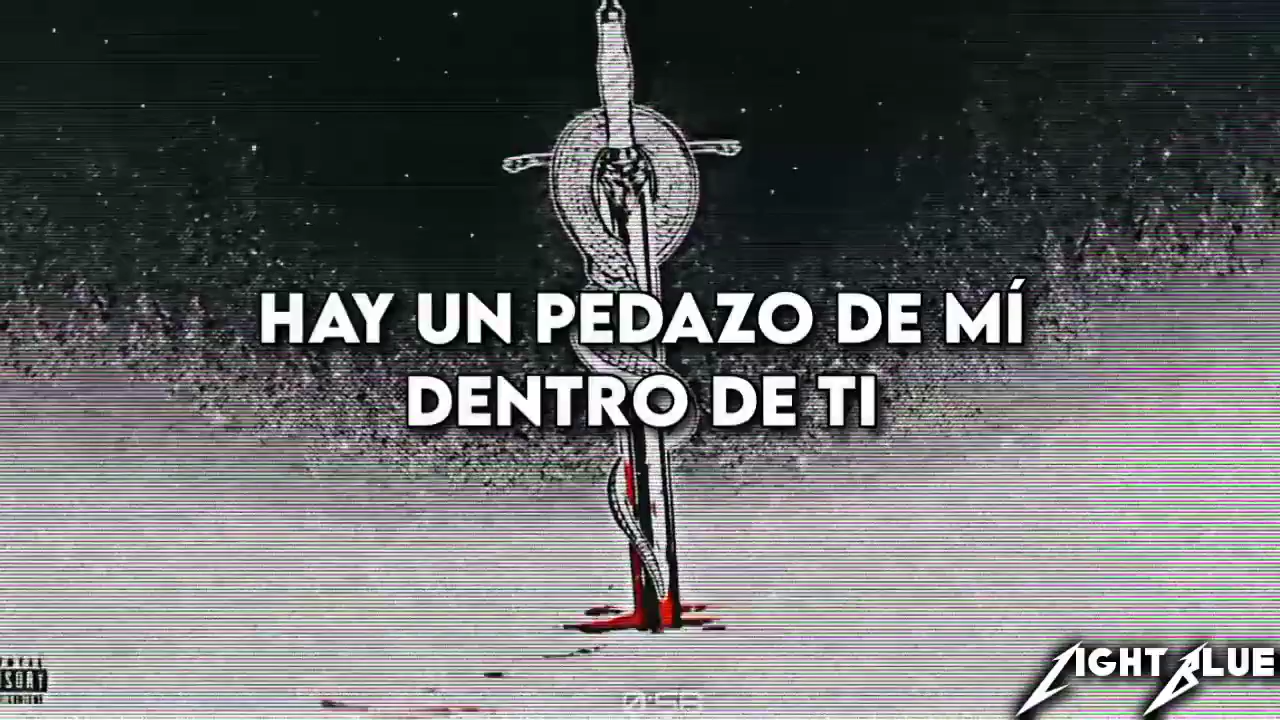 HAY UN PEDAZO DE MÍ
DENTRO DE TI
LIGHT BLUE